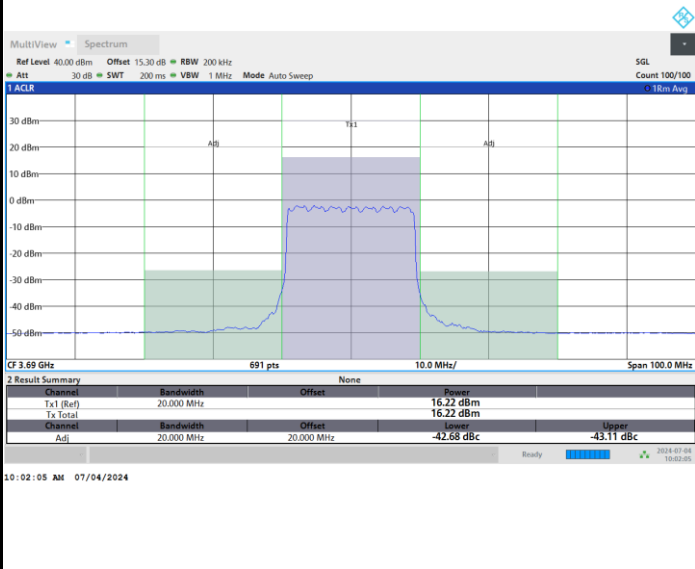 MultiView Spectrum
Ref Level 40.00 dBm Offset 15.30 dB RBW 200 kHz SGL
Att 30 dB SWT 200 ms VBW 1 MHz Mode Auto Sweep Count 100/100
1 ACLR 1Rm Avg
30 dBm
Tx1
20 dBm
Adj Adj
10 dBm
0 dBm
-10 dBm
-20 dBm
-30 dBm
-40 dBm
-50 dBm
CF 3.69 GHz 691 pts 10.0 MHz/ Span 100.0 MHz
2 Result Summary None
Channel Bandwidth Offset Power
Tx1 (Ref) 20.000 MHz 16.22 dBm
Tx Total 16.22 dBm
Channel Bandwidth Offset Lower Upper
Adj 20.000 MHz 20.000 MHz -42.68 dBc -43.11 dBc
Ready 2024-07-04
10:02:05
10:02:05 AM 07/04/2024